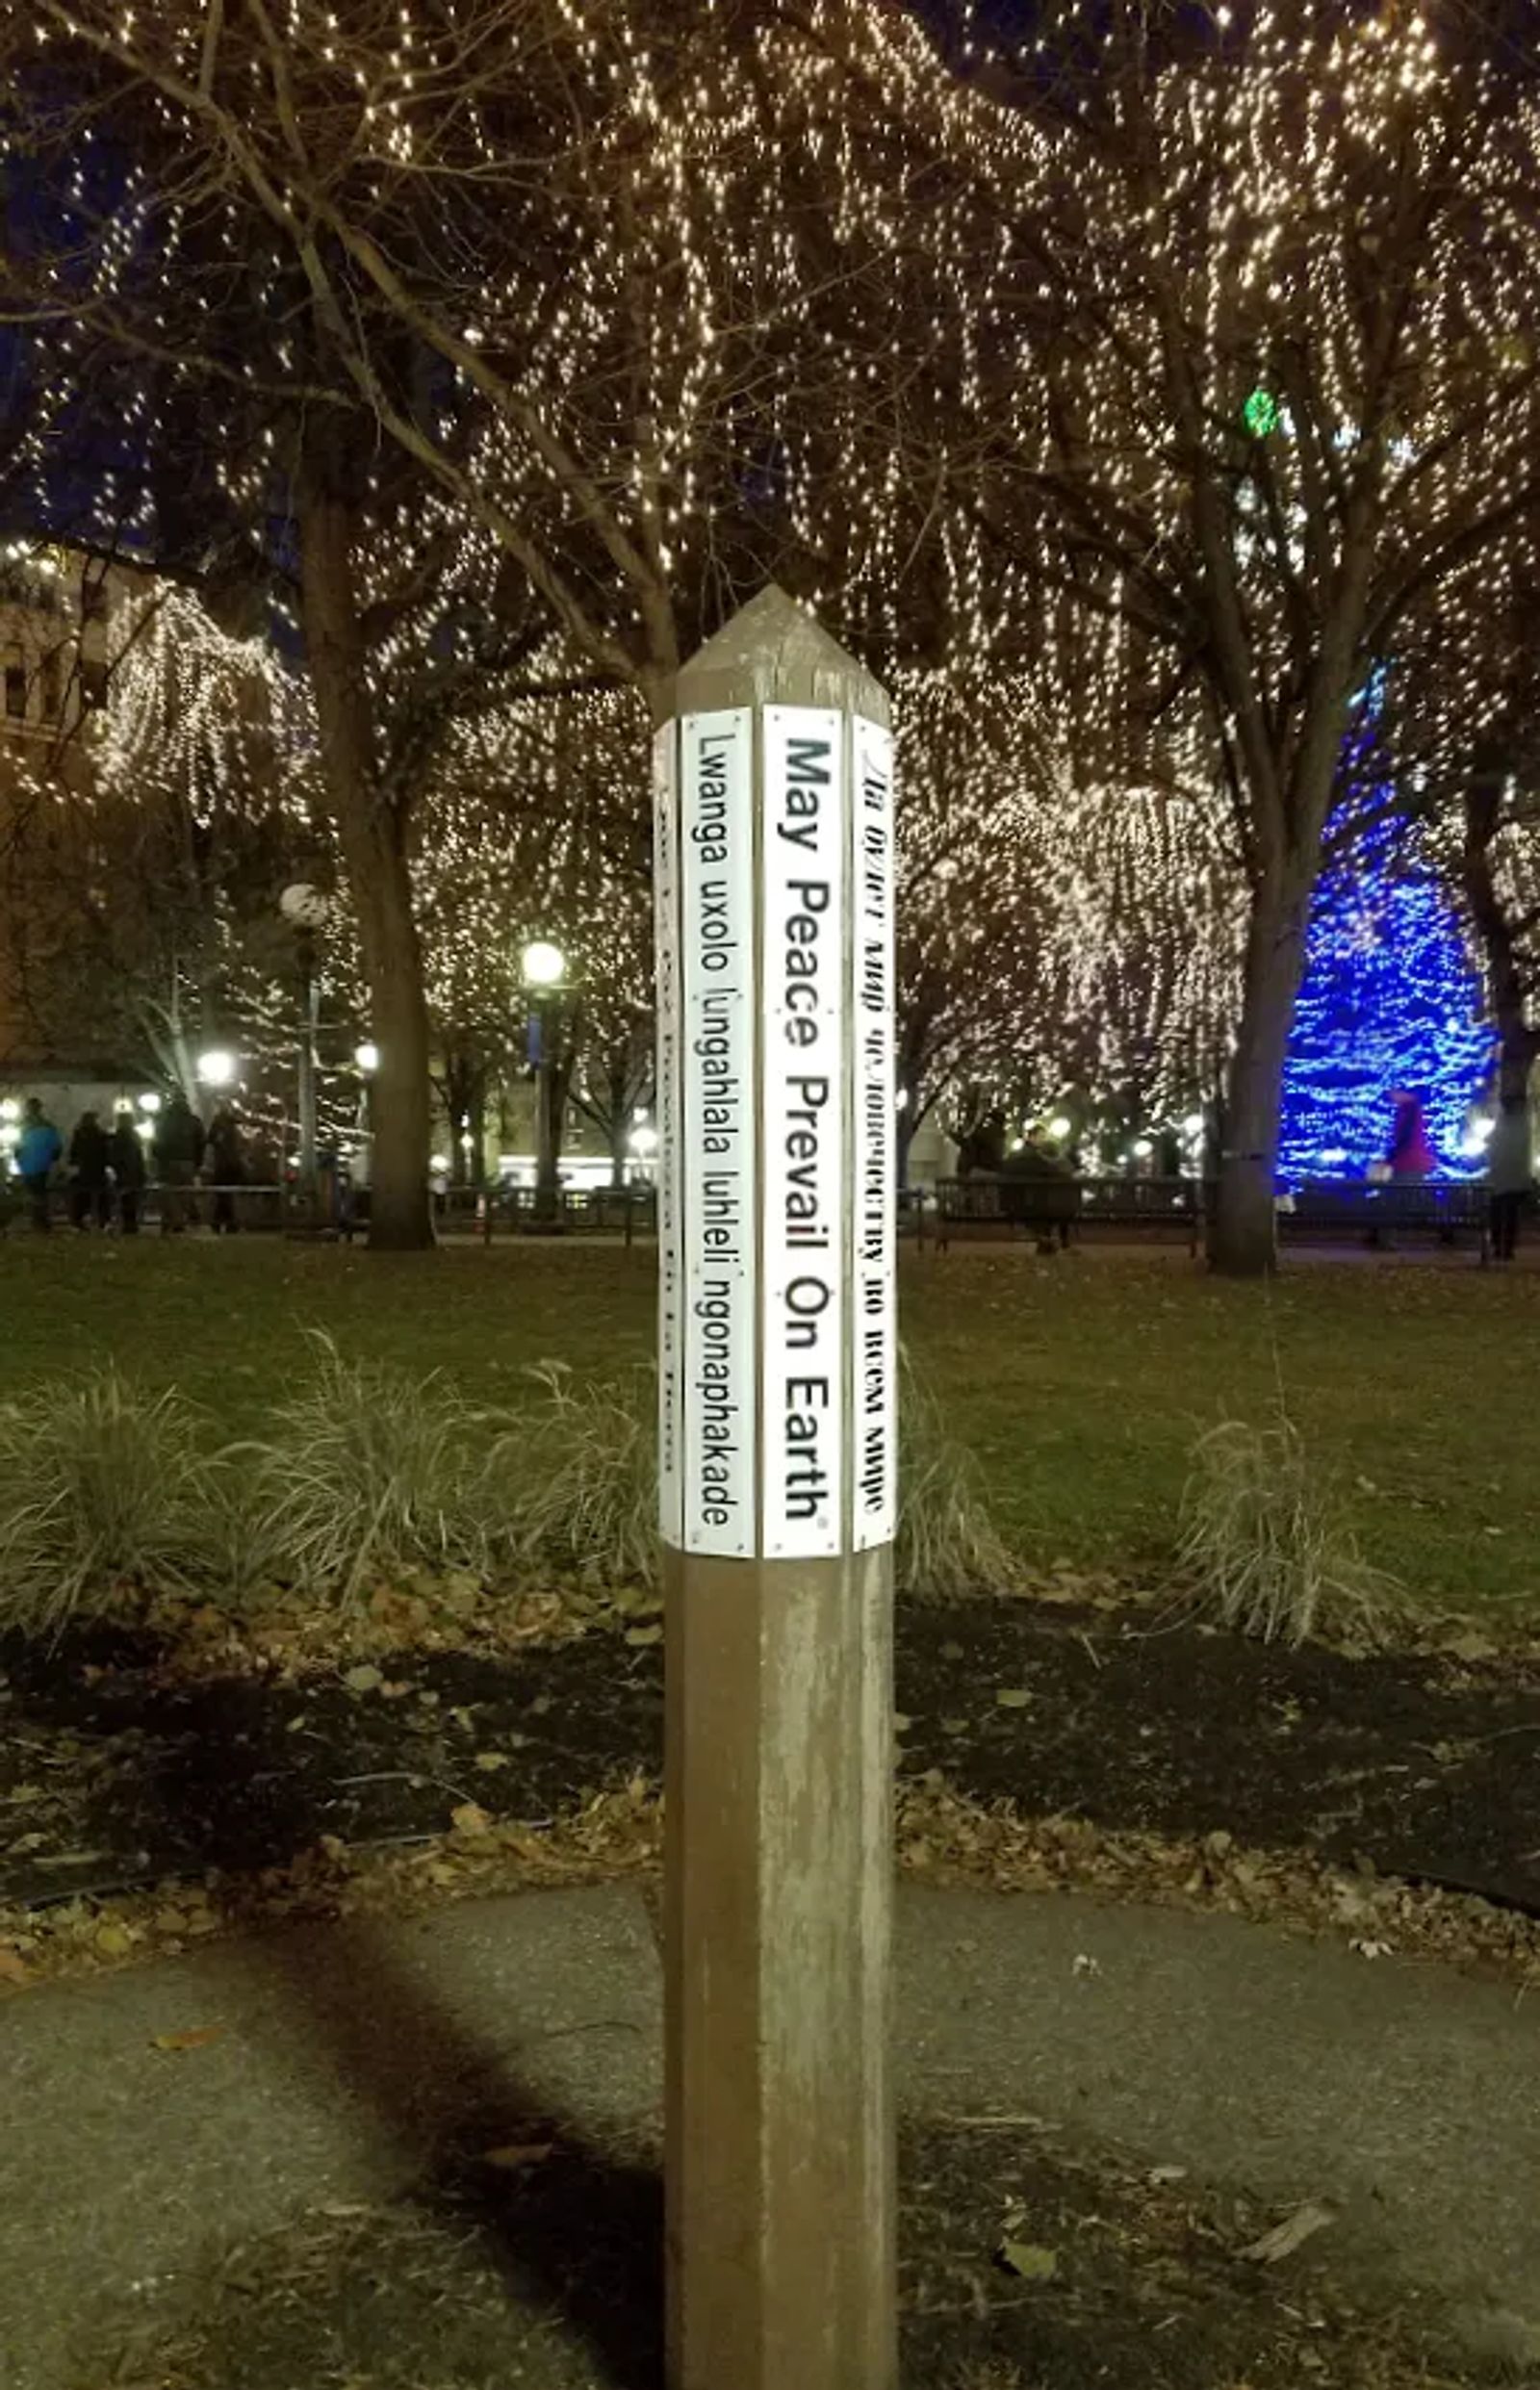 Lwanga uxolo lungahlala luhleli ngonaphakade
May Peace Prevail On Earth®
Да будет мир человечеству во всем мире